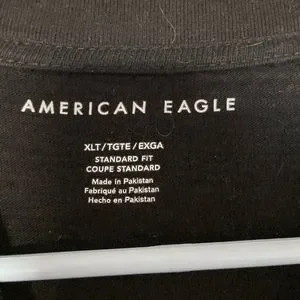 AMERICAN EAGLE
XLT/TGTE/EXGA
STANDARD FIT
COUPE STANDARD
Made in Pakistan
Fabriqué au Pakistan
Hecho en Pakistan